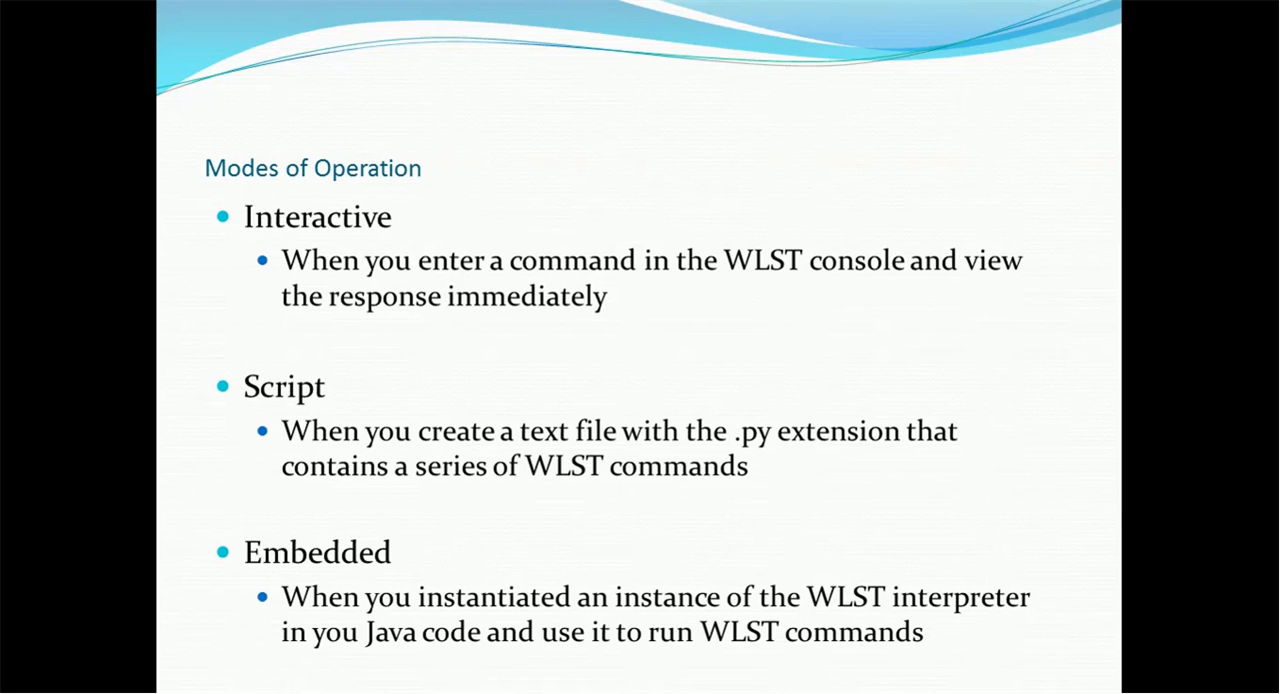 Modes of Operation
• Interactive
• When you enter a command in the WLST console and view
the response immediately
• Script
• When you create a text file with the .py extension that
contains a series of WLST commands
• Embedded
• When you instantiated an instance of the WLST interpreter
in you Java code and use it to run WLST commands